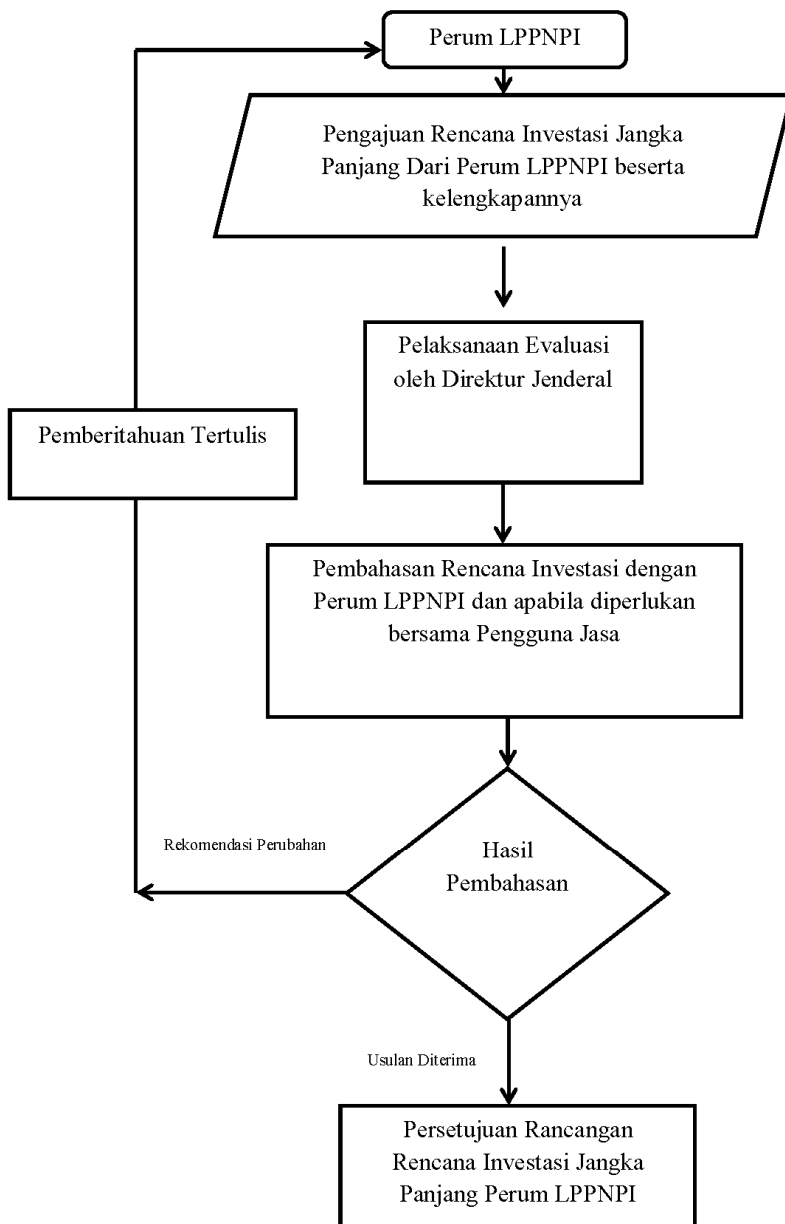 Perum LPPNPI
Pengajuan Rencana Investasi Jangka
Panjang Dari Perum LPPNPI beserta
kelengkapannya
Pelaksanaan Evaluasi
oleh Direktur Jenderal
Pemberitahuan Tertulis
Pembahasan Rencana Investasi dengan
Perum LPPNPI dan apabila diperlukan
bersama Pengguna Jasa
Rekomendasi Perubahan
Hasil
Pembahasan
Usulan Diterima
Persetujuan Rancangan
Rencana Investasi Jangka
Panjang Perum LPPNPI